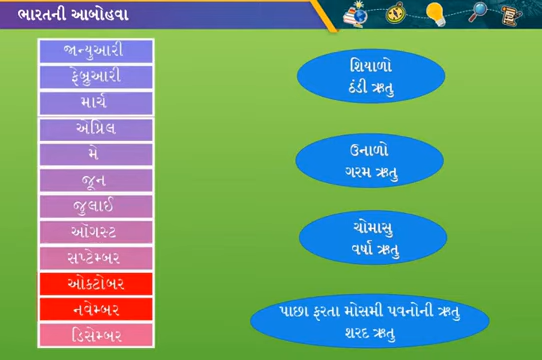 ભારતની આબોહવા
જાન્યુઆરી
ફેબ્રુઆરી
માર્ચ
એપ્રિલ
મે
જૂન
જુલાઈ
ઑગસ્ટ
સપ્ટેમ્બર
ઓક્ટોબર
નવેમ્બર
ડિસેમ્બર
શિયાળો
ઠંડી ઋતુ
ઉનાળો
ગરમ ઋતુ
ચોમાસુ
વર્ષા ઋતુ
પાછા ફરતા મોસમી પવનોની ઋતુ
શરદ ઋતુ